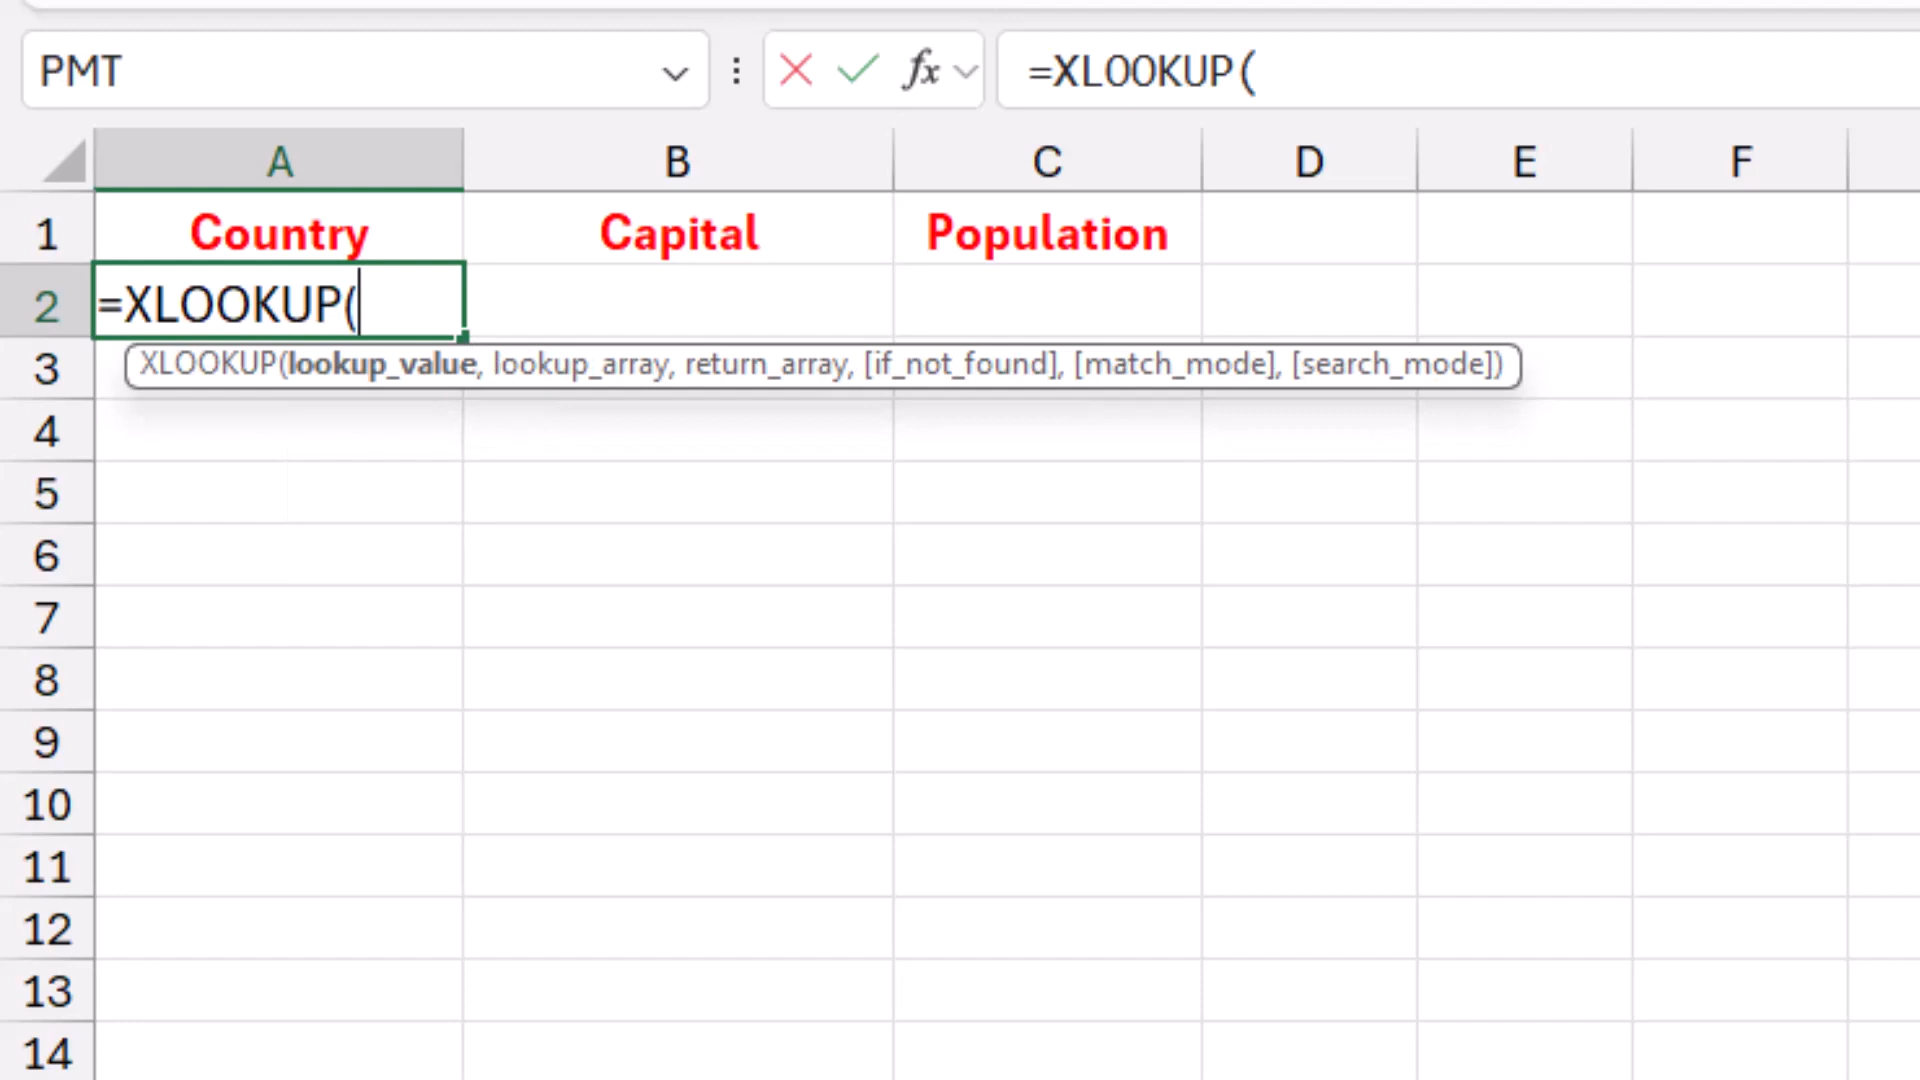 PMT fx =XLOOKUP(
A B C D E F
1 Country Capital Population
2 =XLOOKUP(
3 XLOOKUP(lookup_value, lookup_array, return_array, [if_not_found], [match_mode], [search_mode])
4
5
6
7
8
9
10
11
12
13
14